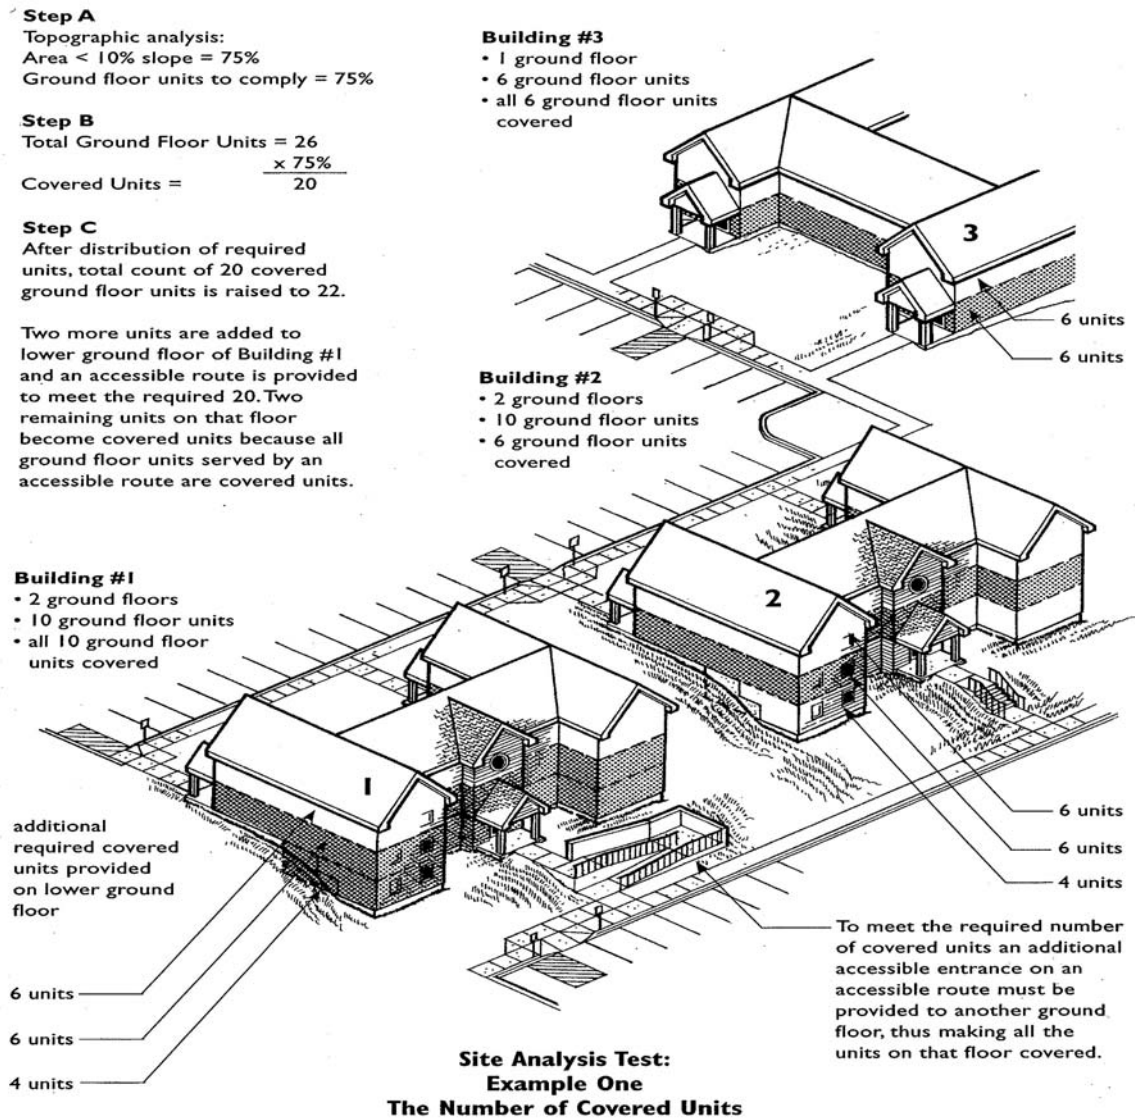 Step A
Topographic analysis:
Area < 10% slope = 75%
Ground floor units to comply = 75%
Step B
Total Ground Floor Units = 26
x 75%
Covered Units =
20
Step C
After distribution of required
units, total count of 20 covered
ground floor units is raised to 22.
Two more units are added to
lower ground floor of Building #1
and an accessible route is provided
to meet the required 20. Two
remaining units on that floor
become covered units because all
ground floor units served by an
accessible route are covered units.
Building #3
• 1 ground floor
• 6 ground floor units
• all 6 ground floor units
covered
3
6 units
6 units
Building #2
• 2 ground floors
• 10 ground floor units
• 6 ground floor units
covered
2
6 units
6 units
4 units
Building #1
• 2 ground floors
• 10 ground floor units
• all 10 ground floor
units covered
1
additional
required covered
units provided
on lower ground
floor
6 units
6 units
4 units
To meet the required number
of covered units an additional
accessible entrance on an
accessible route must be
provided to another ground
floor, thus making all the
units on that floor covered.
Site Analysis Test:
Example One
The Number of Covered Units